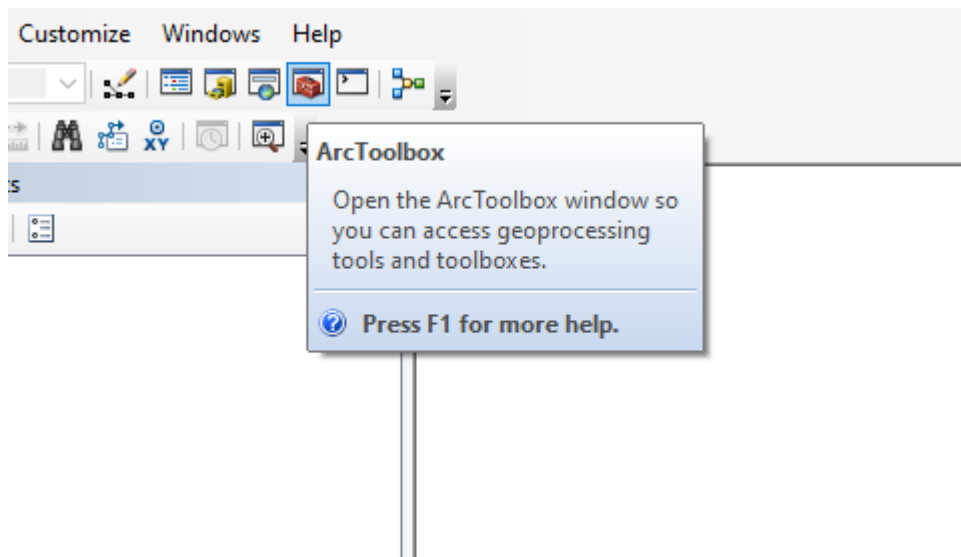 Customize Windows Help
XY
ArcToolbox
s
Open the ArcToolbox window so
you can access geoprocessing
tools and toolboxes.
Press F1 for more help.